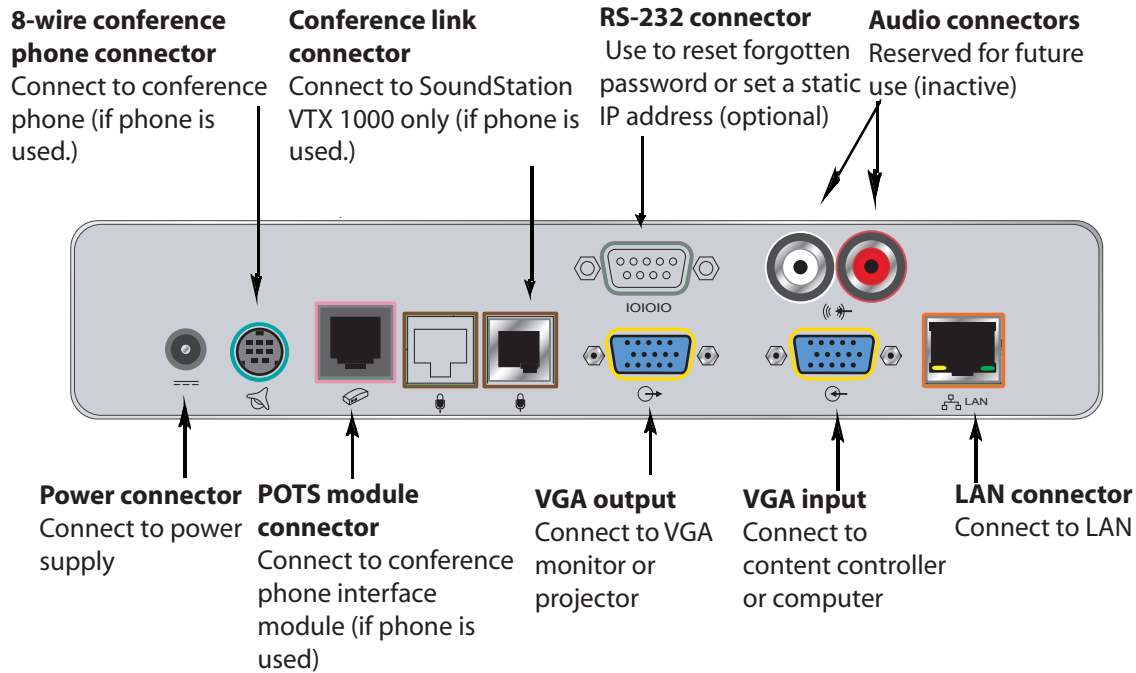 8-wire conference
phone connector
Connect to conference
phone (if phone is
used.)
Conference link
connector
Connect to SoundStation
VTX 1000 only (if phone is
used.)
RS-232 connector
Use to reset forgotten
password or set a static
IP address (optional)
Audio connectors
Reserved for future
use (inactive)
IOIOIO
LAN
Power connector
Connect to power
supply
POTS module
connector
Connect to conference
phone interface
module (if phone is
used)
VGA output
Connect to VGA
monitor or
projector
VGA input
Connect to
content controller
or computer
LAN connector
Connect to LAN